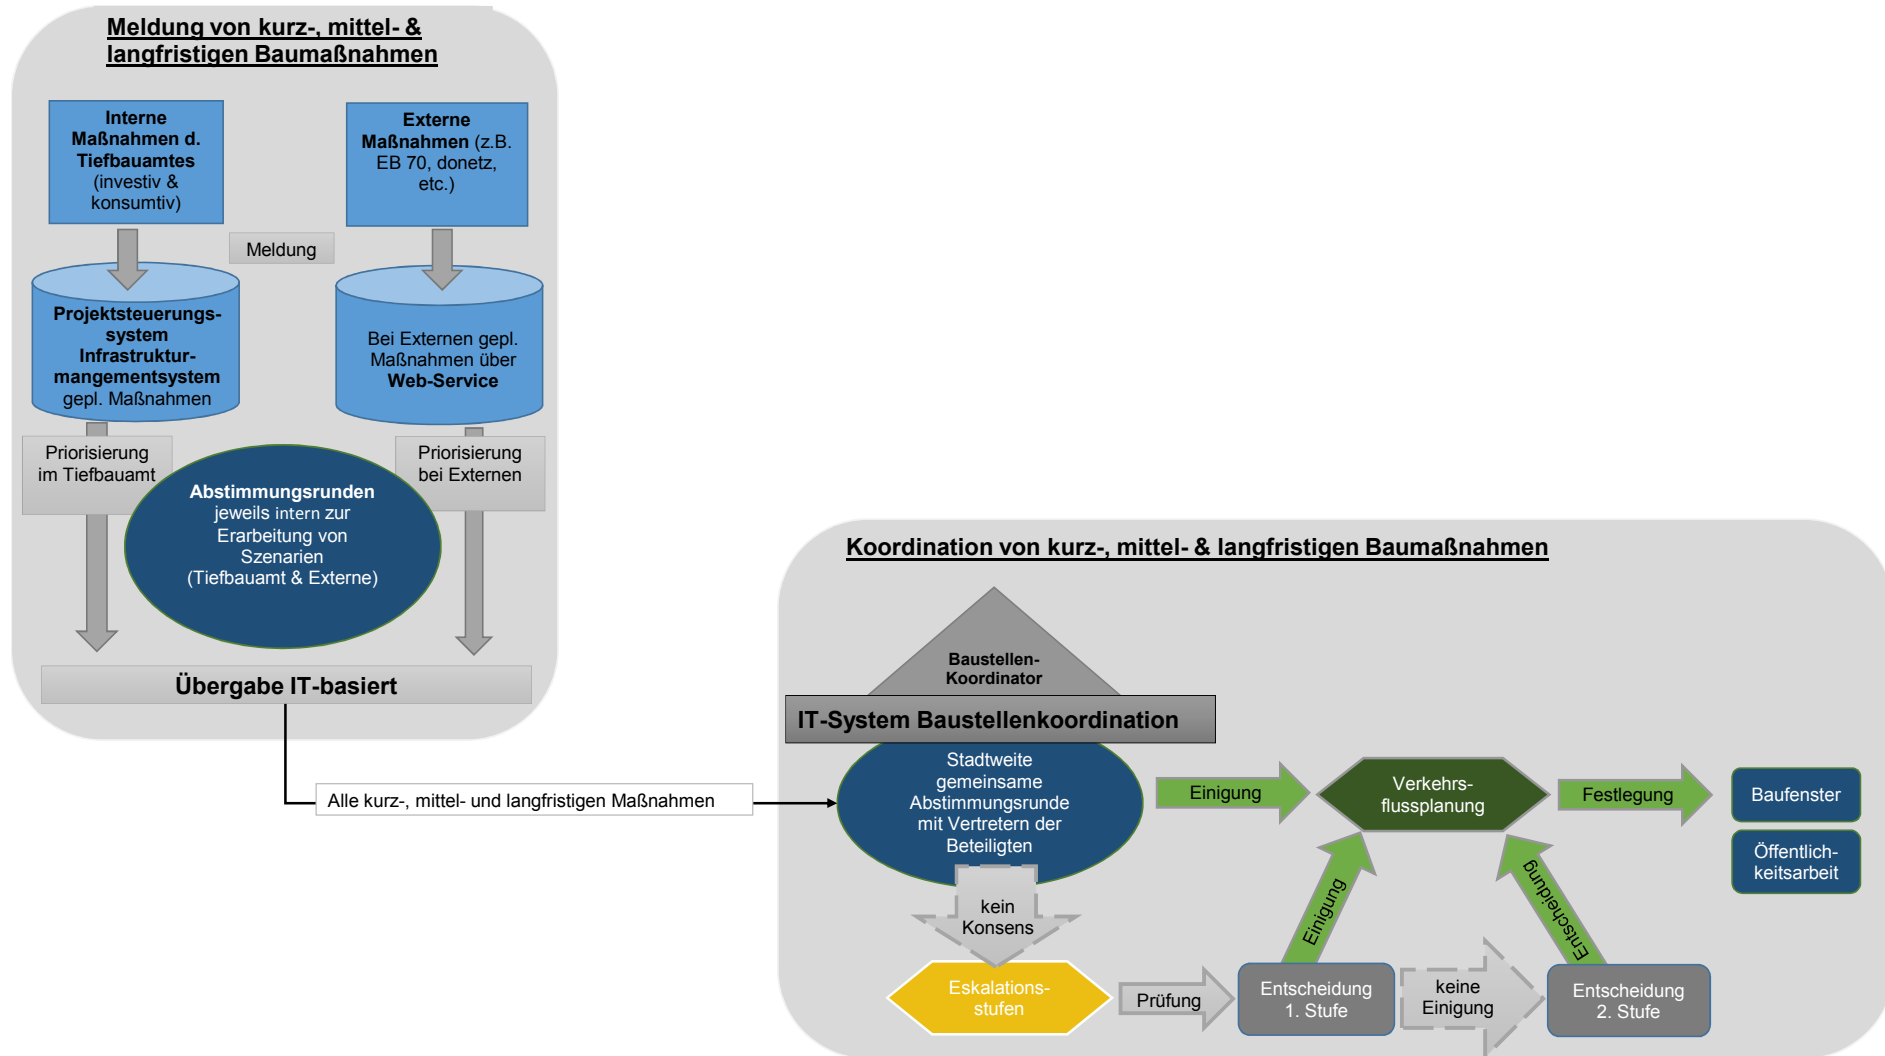 Meldung von kurz-, mittel- &
langfristigen Baumaßnahmen
Interne
Maßnahmen d.
Tiefbauamtes
(investiv &
konsumtiv)
Externe
Maßnahmen (z.B.
EB 70, donetz,
etc.)
Meldung
Projektsteuerungs-
system
Infrastruktur-
mangementsystem
gepl. Maßnahmen
Bei Externen gepl.
Maßnahmen über
Web-Service
Priorisierung
im Tiefbauamt
Priorisierung
bei Externen
Abstimmungsrunden
jeweils intern zur
Erarbeitung von
Szenarien
(Tiefbauamt & Externe)
Übergabe IT-basiert
Alle kurz-, mittel- und langfristigen Maßnahmen
Koordination von kurz-, mittel- & langfristigen Baumaßnahmen
Baustellen-
Koordinator
IT-System Baustellenkoordination
Stadtweite
gemeinsame
Abstimmungsrunde
mit Vertretern der
Beteiligten
Einigung
Verkehrs-
flussplanung
Festlegung
Baufenster
Öffentlich-
keitsarbeit
kein
Konsens
Einigung
Entscheidung
Eskalations-
stufen
Prüfung
Entscheidung
1. Stufe
keine
Einigung
Entscheidung
2. Stufe